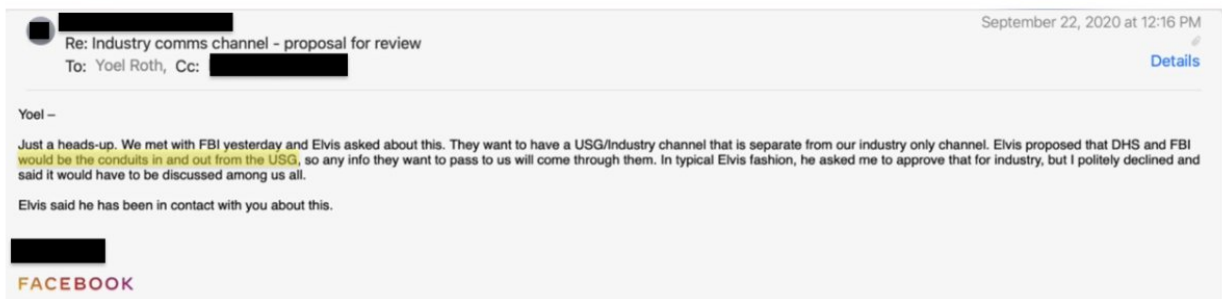 September 22, 2020 at 12:16 PM
Re: Industry comms channel - proposal for review
To: Yoel Roth, Cc:
Details
Yoel –
Just a heads-up. We met with FBI yesterday and Elvis asked about this. They want to have a USG/Industry channel that is separate from our industry only channel. Elvis proposed that DHS and FBI
would be the conduits in and out from the USG, so any info they want to pass to us will come through them. In typical Elvis fashion, he asked me to approve that for industry, but I politely declined and
said it would have to be discussed among us all.
Elvis said he has been in contact with you about this.
FACEBOOK